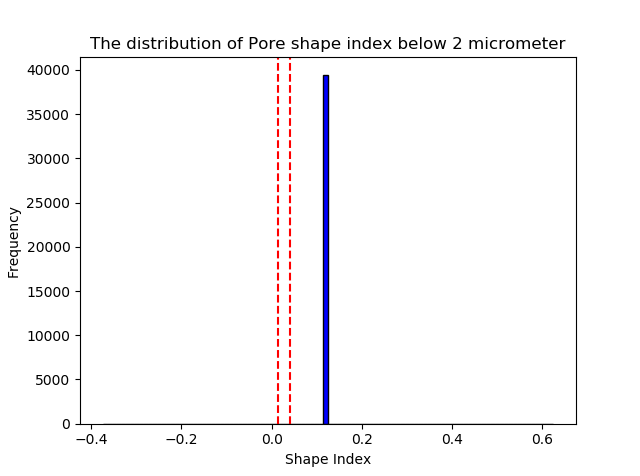 The distribution of Pore shape index below 2 micrometer
40000
35000
30000
25000
20000
15000
10000
5000
0
Frequency
−0.4 −0.2 0.0 0.2 0.4 0.6
Shape Index